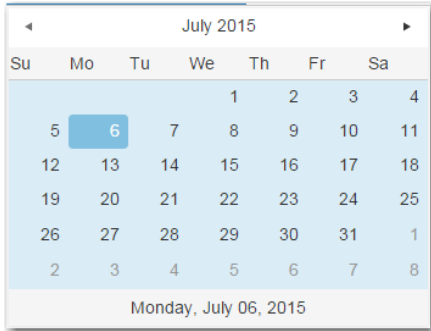 ◄ July 2015 ►
Su Mo Tu We Th Fr Sa
1 2 3 4
5 6 7 8 9 10 11
12 13 14 15 16 17 18
19 20 21 22 23 24 25
26 27 28 29 30 31 1
2 3 4 5 6 7 8
Monday, July 06, 2015